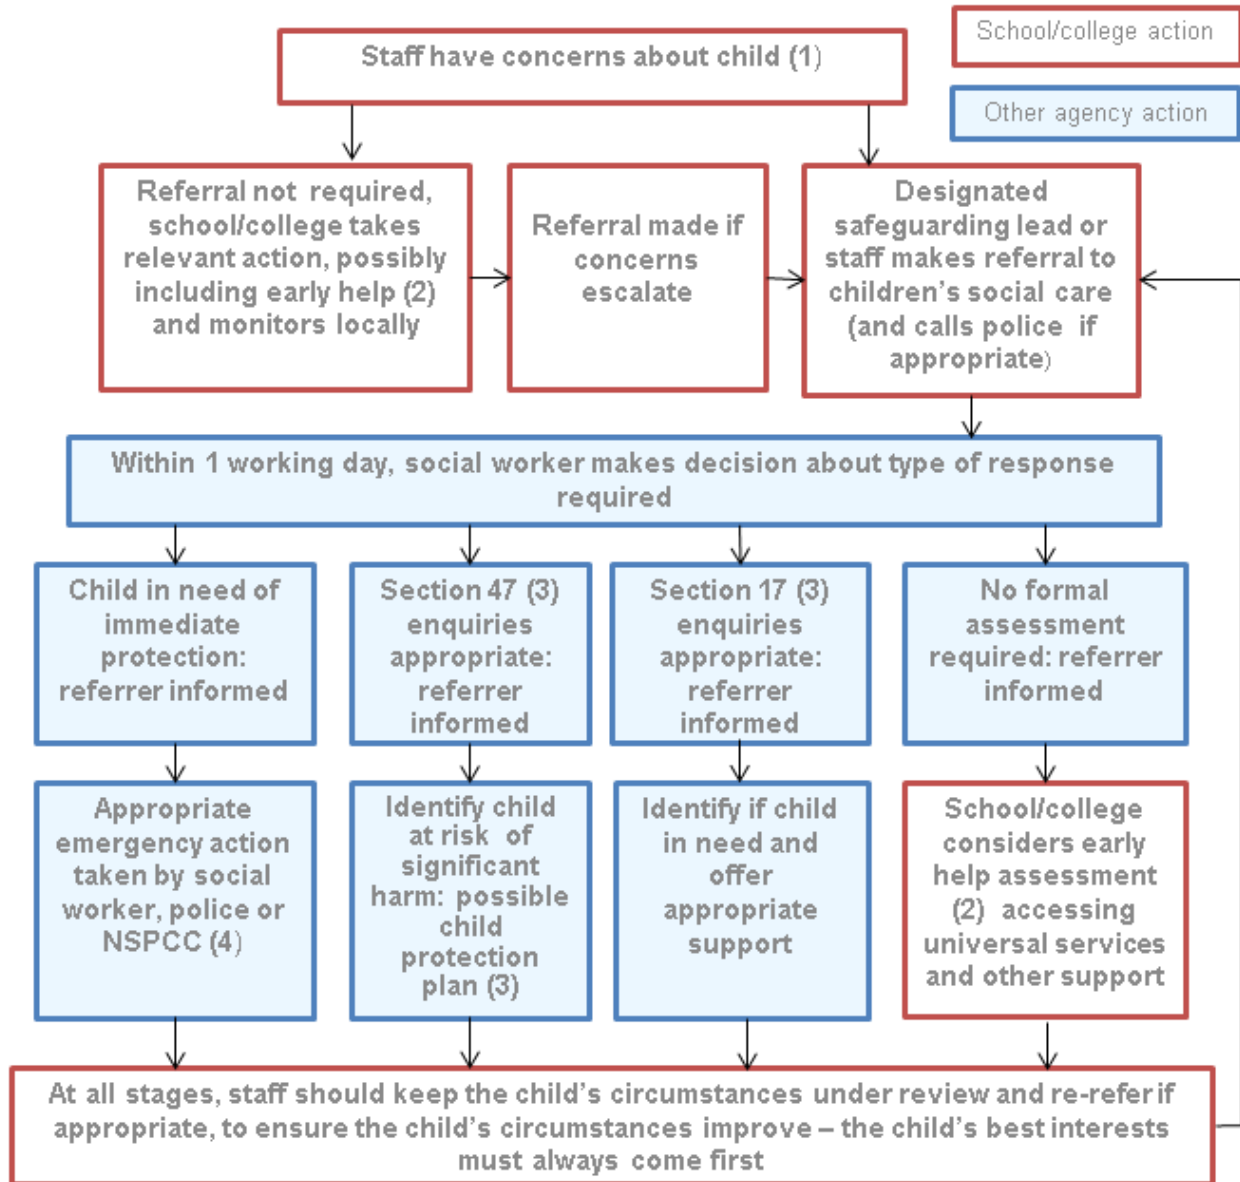 School/college action
Staff have concerns about child (1)
Other agency action
Referral not required,
school/college takes
relevant action, possibly
including early help (2)
and monitors locally
Referral made if
concerns
escalate
Designated
safeguarding lead or
staff makes referral to
children’s social care
(and calls police if
appropriate)
Within 1 working day, social worker makes decision about type of response
required
Child in need of
immediate
protection:
referrer informed
Section 47 (3)
enquiries
appropriate:
referrer
informed
Section 17 (3)
enquiries
appropriate:
referrer
informed
No formal
assessment
required: referrer
informed
Appropriate
emergency action
taken by social
worker, police or
NSPCC (4)
Identify child
at risk of
significant
harm: possible
child
protection
plan (3)
Identify if child
in need and
offer
appropriate
support
School/college
considers early
help assessment
(2) accessing
universal services
and other support
At all stages, staff should keep the child’s circumstances under review and re-refer if
appropriate, to ensure the child’s circumstances improve – the child’s best interests
must always come first